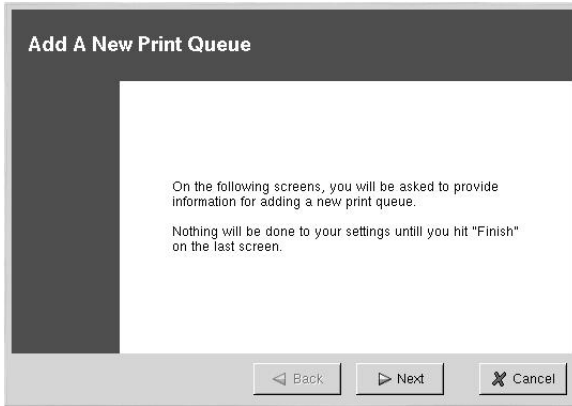 Add A New Print Queue
On the following screens, you will be asked to provide
information for adding a new print queue.
Nothing will be done to your settings untill you hit "Finish"
on the last screen.
Back
Next
Cancel